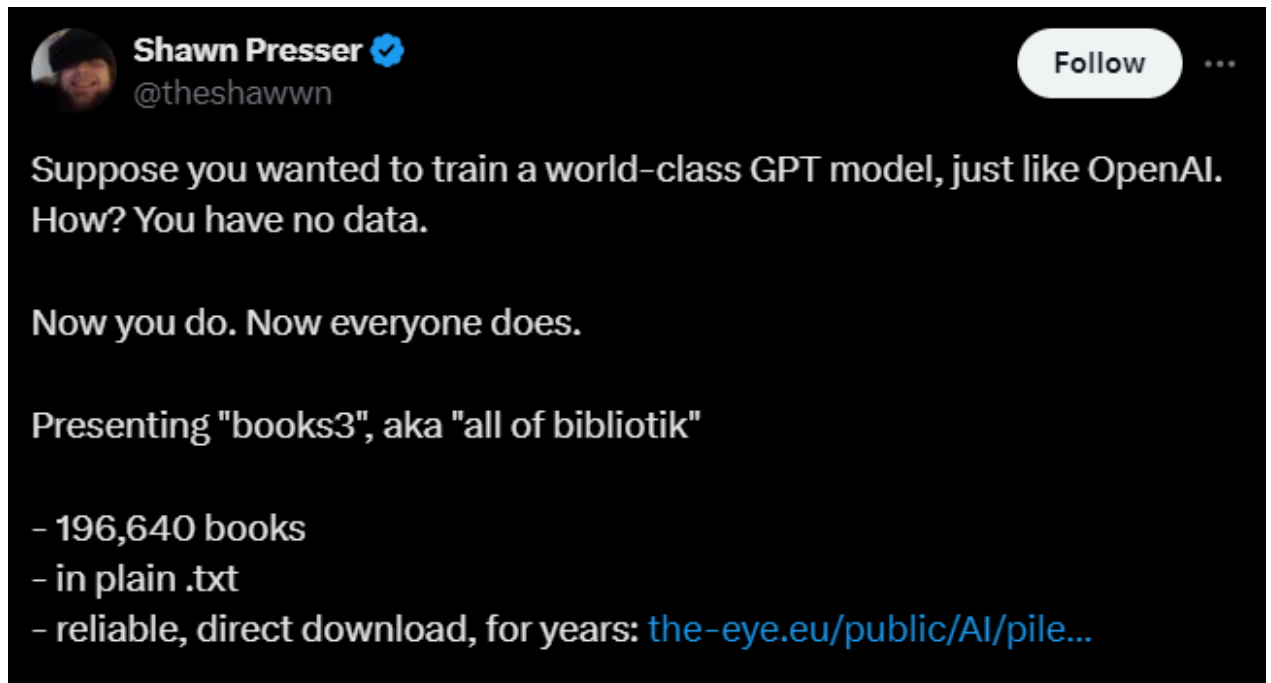 Shawn Presser
@theshawwn
Follow
Suppose you wanted to train a world-class GPT model, just like OpenAI.
How? You have no data.
Now you do. Now everyone does.
Presenting "books3", aka "all of bibliotik"
- 196,640 books
- in plain .txt
- reliable, direct download, for years: the-eye.eu/public/AI/pile...